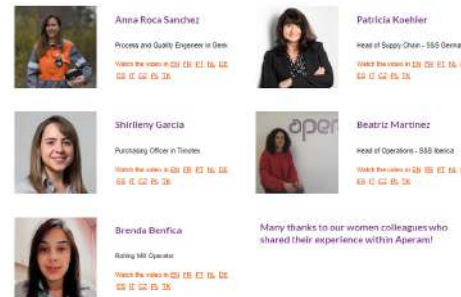 Anna Roca Sanchez
Process and Quality Engineer in Genk
Watch the video in EN FR PT NL DE
ES IT CZ PL TK
Patricia Koehler
Head of Supply Chain - S&S Germa
Watch the video in EN FR PT NL
ES IT CZ PL TK
Shirlleny Garcia
Purchasing Officer in Timoteo
Watch the video in EN FR PT NL DE
ES IT CZ PL TK
aper
Beatriz Martinez
Head of Operations - S&S Iberica
Watch the video in EN FR PT NL
ES IT CZ PL TK
Brenda Benfica
Rolling Mill Operator
Watch the video in EN FR PT NL DE
ES IT CZ PL TK
Many thanks to our women colleagues who
shared their experience within Aperam!